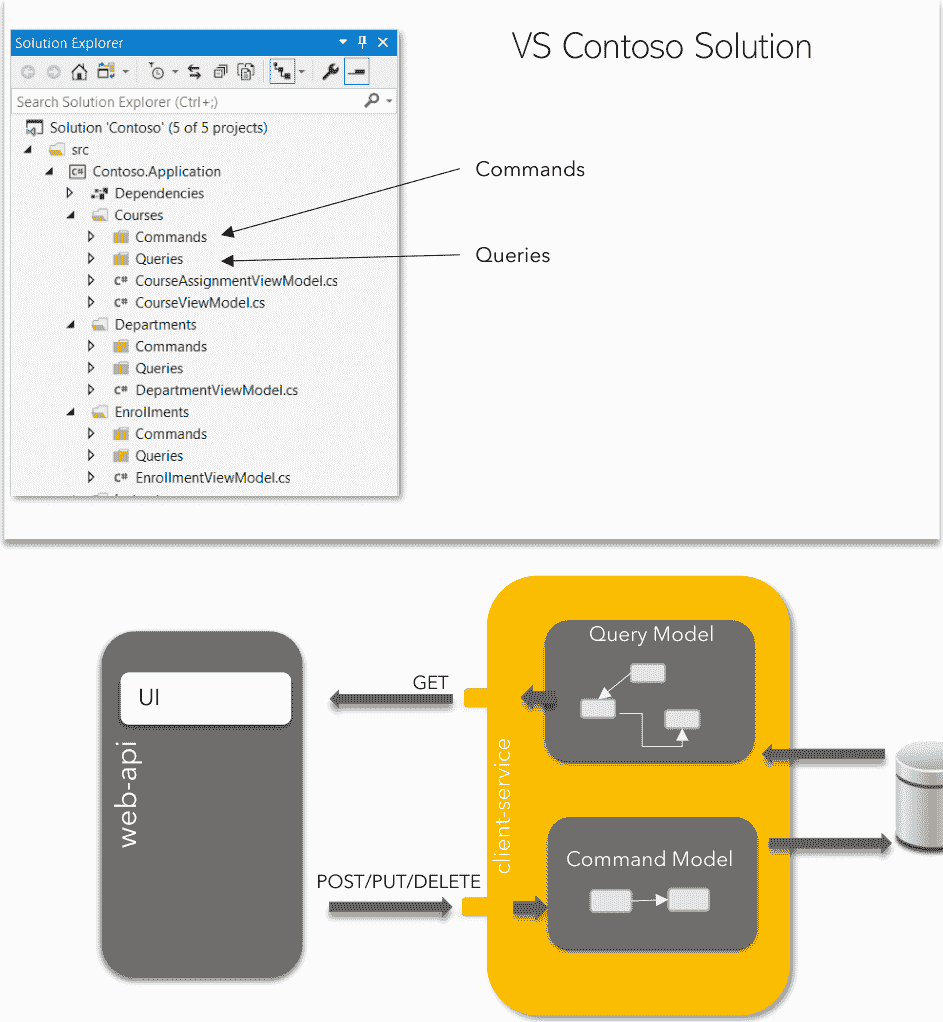 VS Contoso Solution
Solution Explorer
Search Solution Explorer (Ctrl+;)
Solution 'Contoso' (5 of 5 projects)
src
C# Contoso.Application
Dependencies
Courses
Commands
Queries
C# CourseAssignmentViewModel.cs
C# CourseViewModel.cs
Departments
Commands
Queries
C# DepartmentViewModel.cs
Enrollments
Commands
Queries
C# EnrollmentViewModel.cs
Commands
Queries
UI
web-api
GET
POST/PUT/DELETE
client-service
Query Model
Command Model